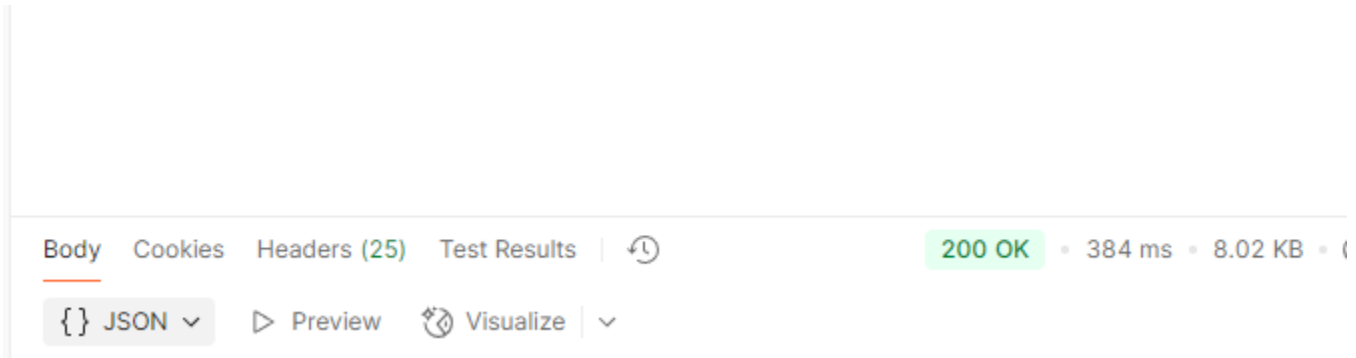 Body Cookies Headers (25) Test Results 200 OK • 384 ms • 8.02 KB •
{} JSON Preview Visualize